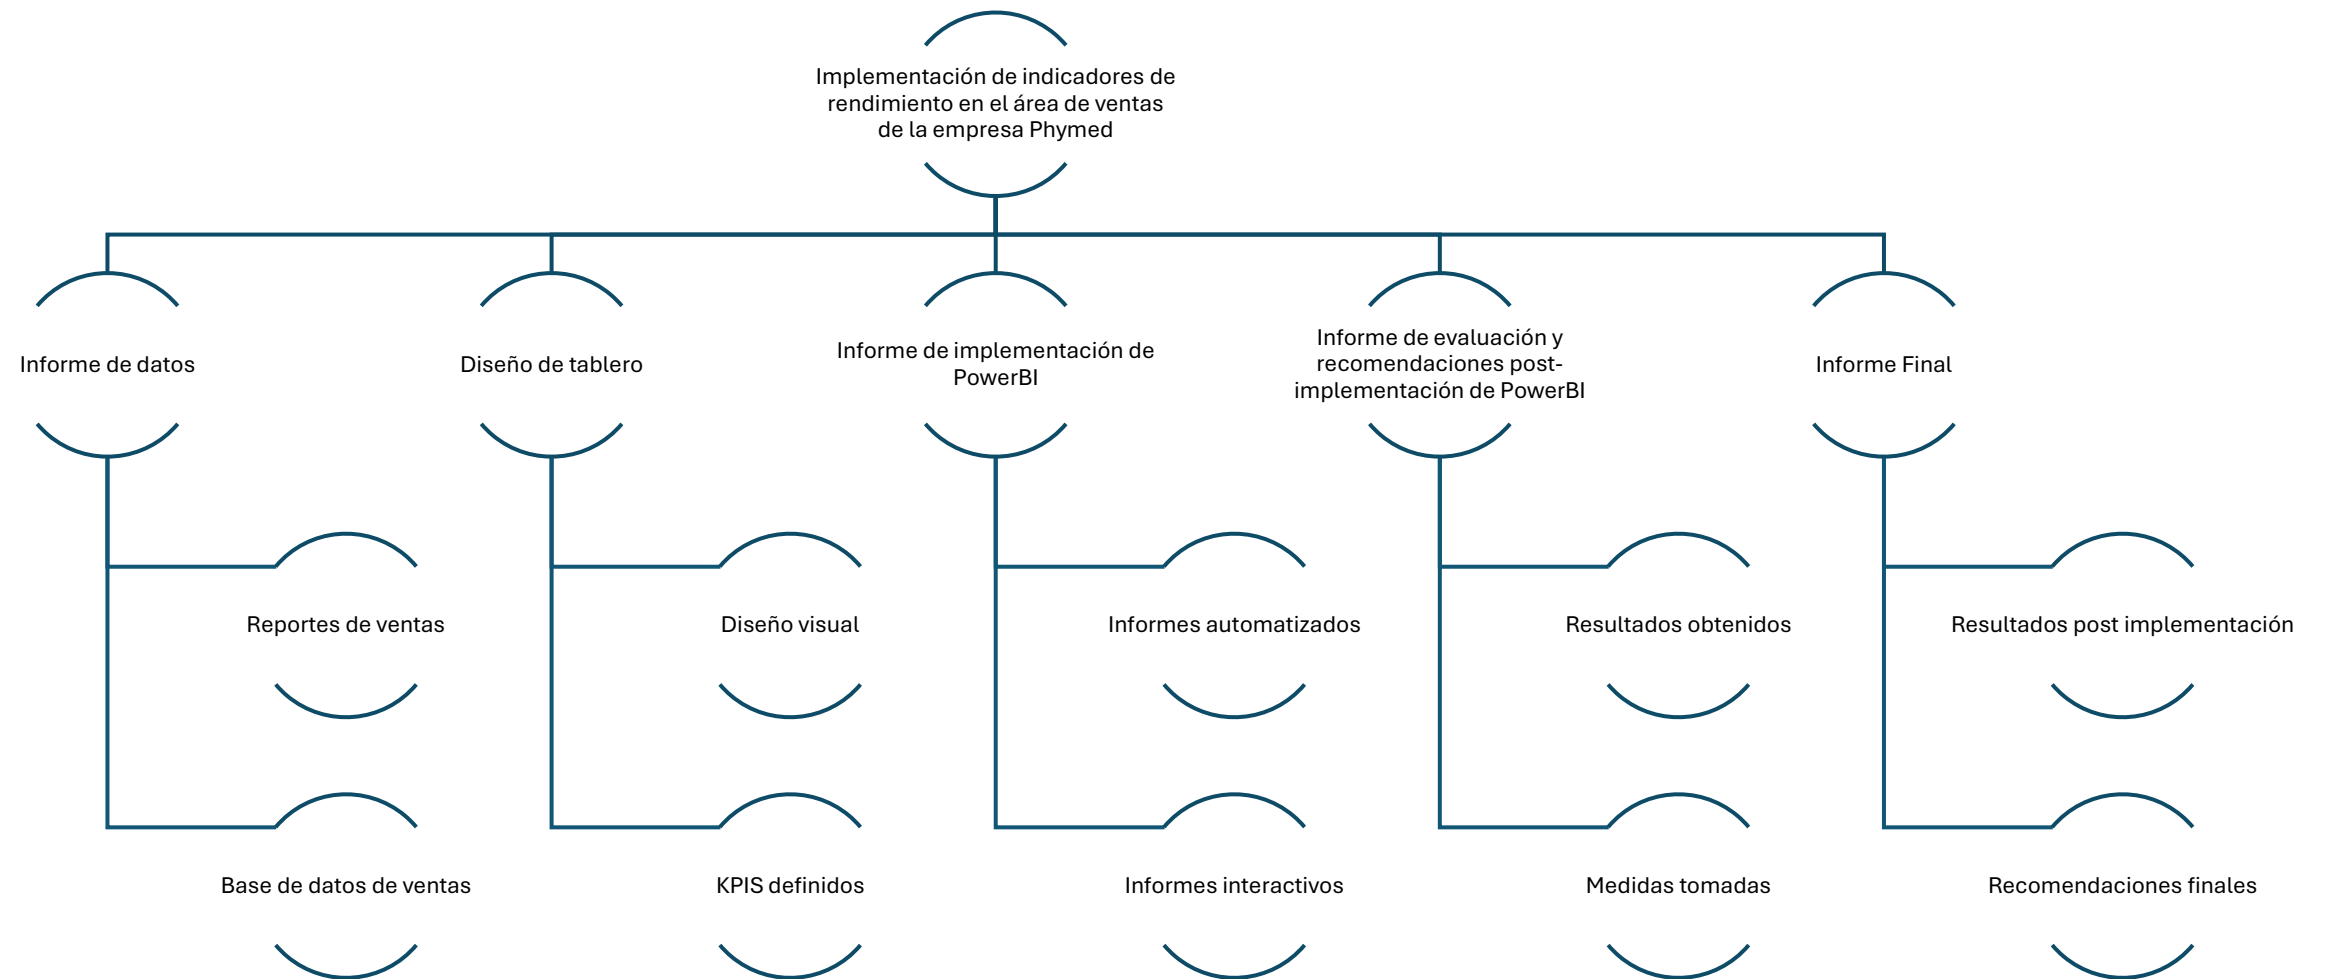 Implementación de indicadores de
rendimiento en el área de ventas
de la empresa Phymed
Informe de datos
Diseño de tablero
Informe de implementación de
PowerBI
Informe de evaluación y
recomendaciones post-
implementación de PowerBI
Informe Final
Reportes de ventas
Diseño visual
Informes automatizados
Resultados obtenidos
Resultados post implementación
Base de datos de ventas
KPIS definidos
Informes interactivos
Medidas tomadas
Recomendaciones finales